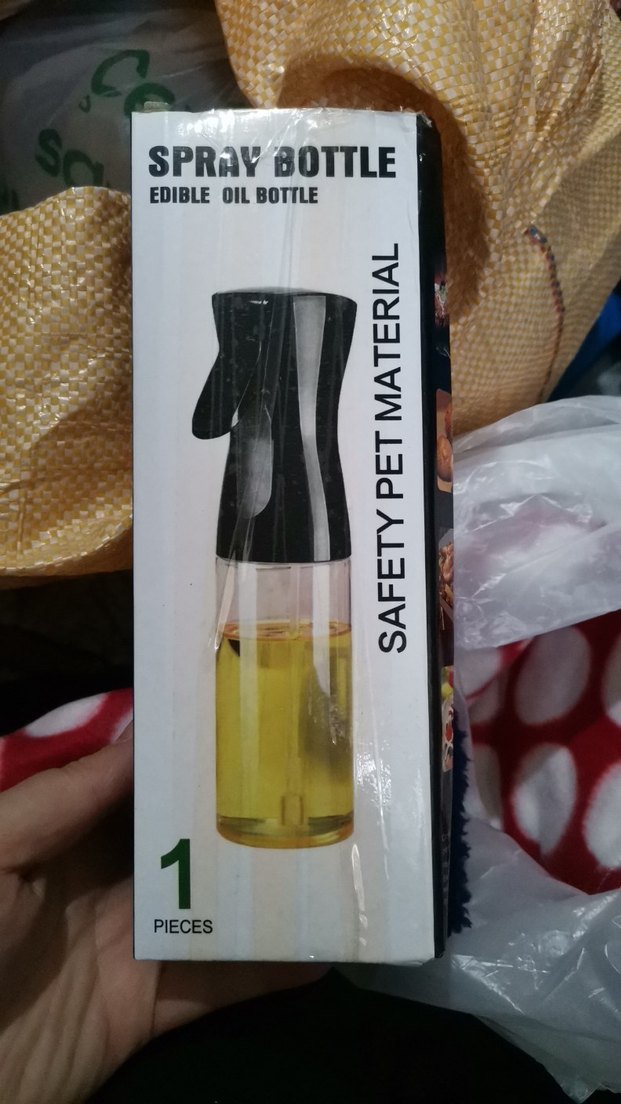 SPRAY BOTTLE
EDIBLE OIL BOTTLE
SAFETY PET MATERIAL
1
PIECES